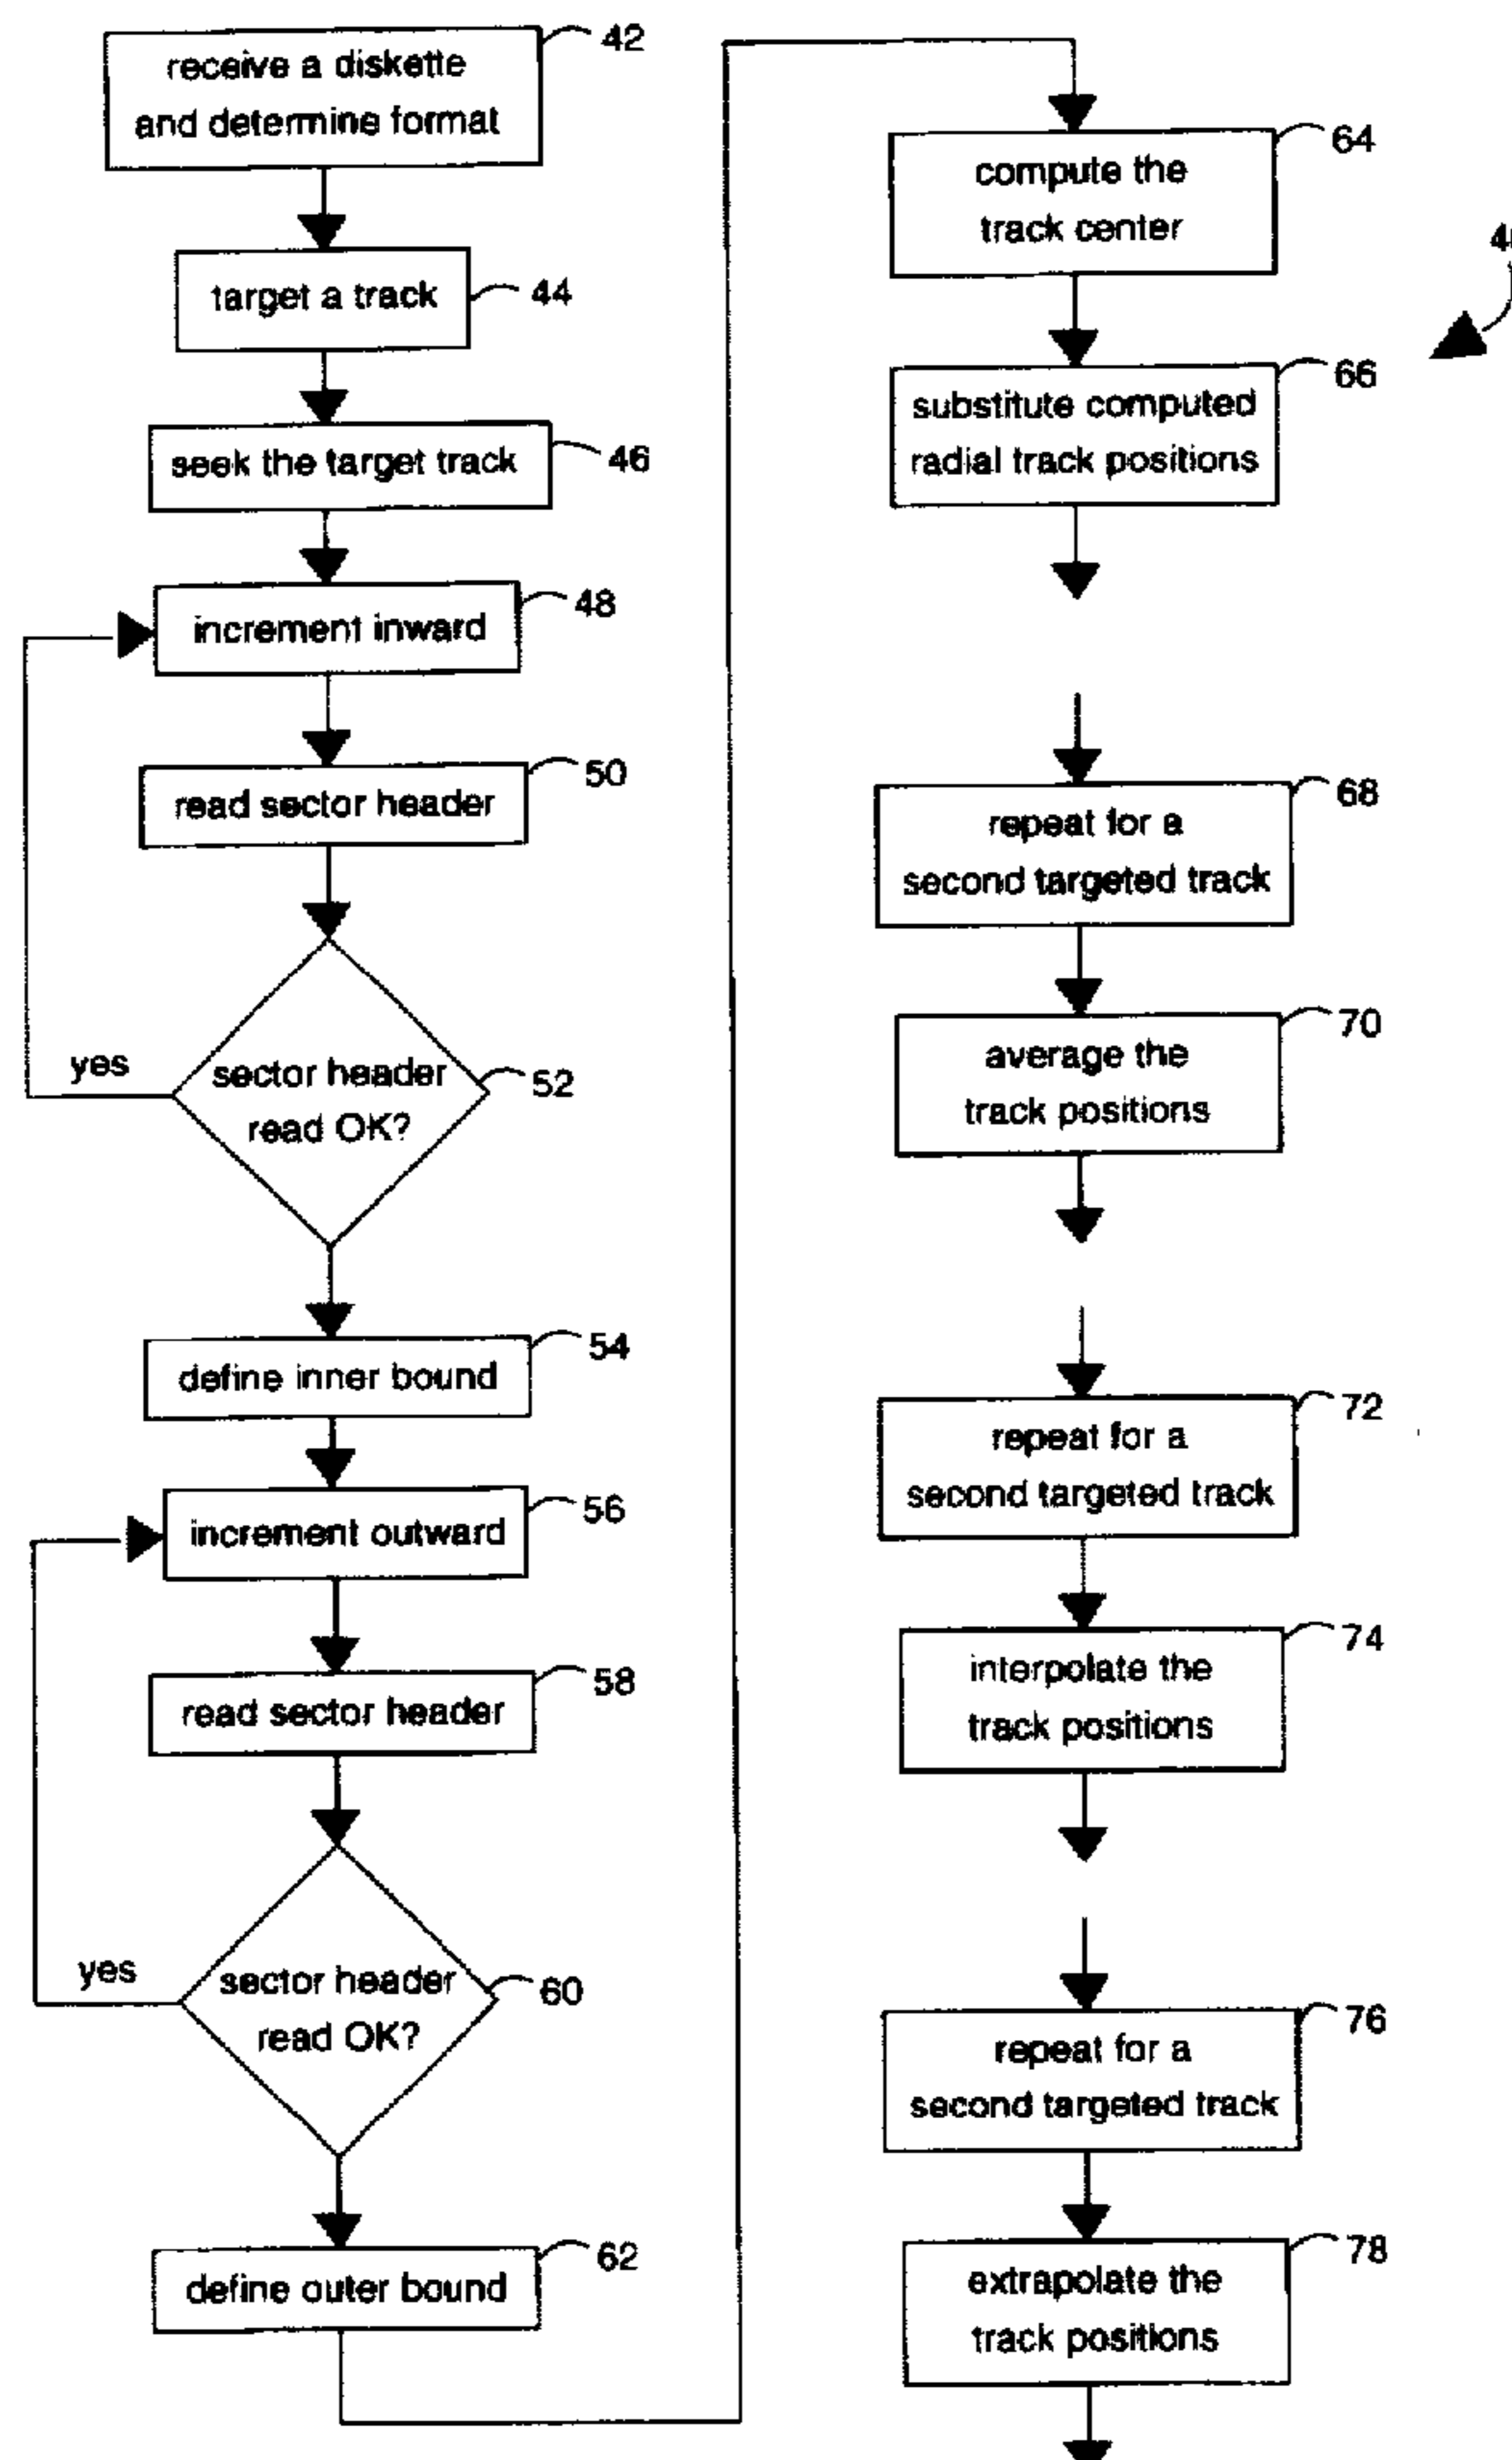 receive a diskette
and determine format
42
target a track
44
seek the target track
46
increment inward
48
read sector header
50
yes
sector header
read OK?
52
define inner bound
54
increment outward
56
read sector header
58
yes
sector header
read OK?
60
define outer bound
62
compute the
track center
64
substitute computed
radial track positions
66
repeat for a
second targeted track
68
average the
track positions
70
repeat for a
second targeted track
72
interpolate the
track positions
74
repeat for a
second targeted track
76
extrapolate the
track positions
78